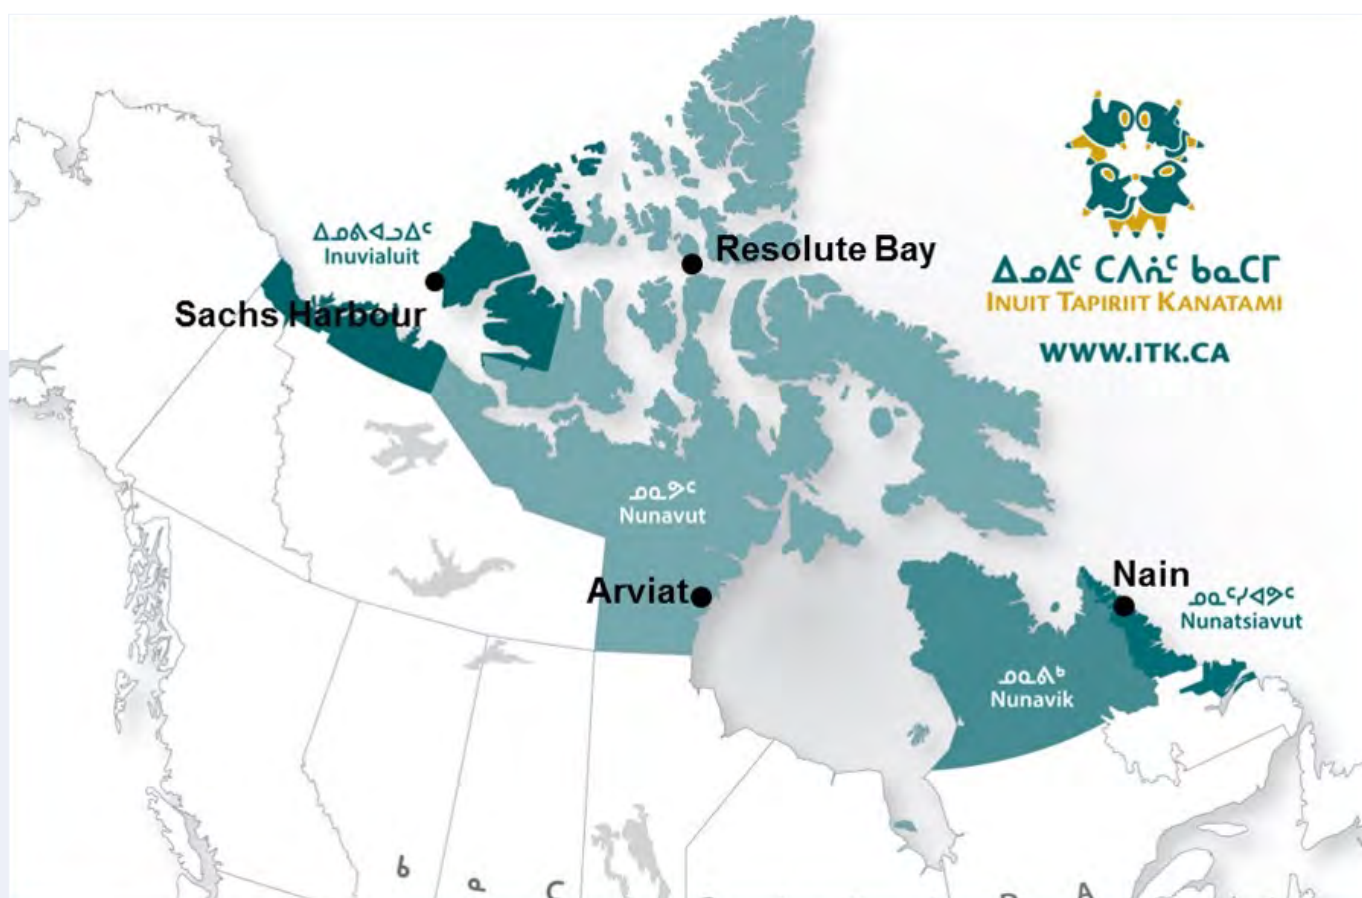 ᐃᓄᕕᐊᓗᐃᑦ
Inuvialuit
Sachs Harbour
Resolute Bay
ᐃᓄᐃᑦ ᑕᐱᕇᑦ ᑲᓇᑕᒥ
INUIT TAPIRIIT KANATAMI
WWW.ITK.CA
ᓄᓇᕗᑦ
Nunavut
Arviat
Nain
ᓄᓇᑦᓯᐊᕗᑦ
Nunatsiavut
ᓄᓇᕕᒃ
Nunavik